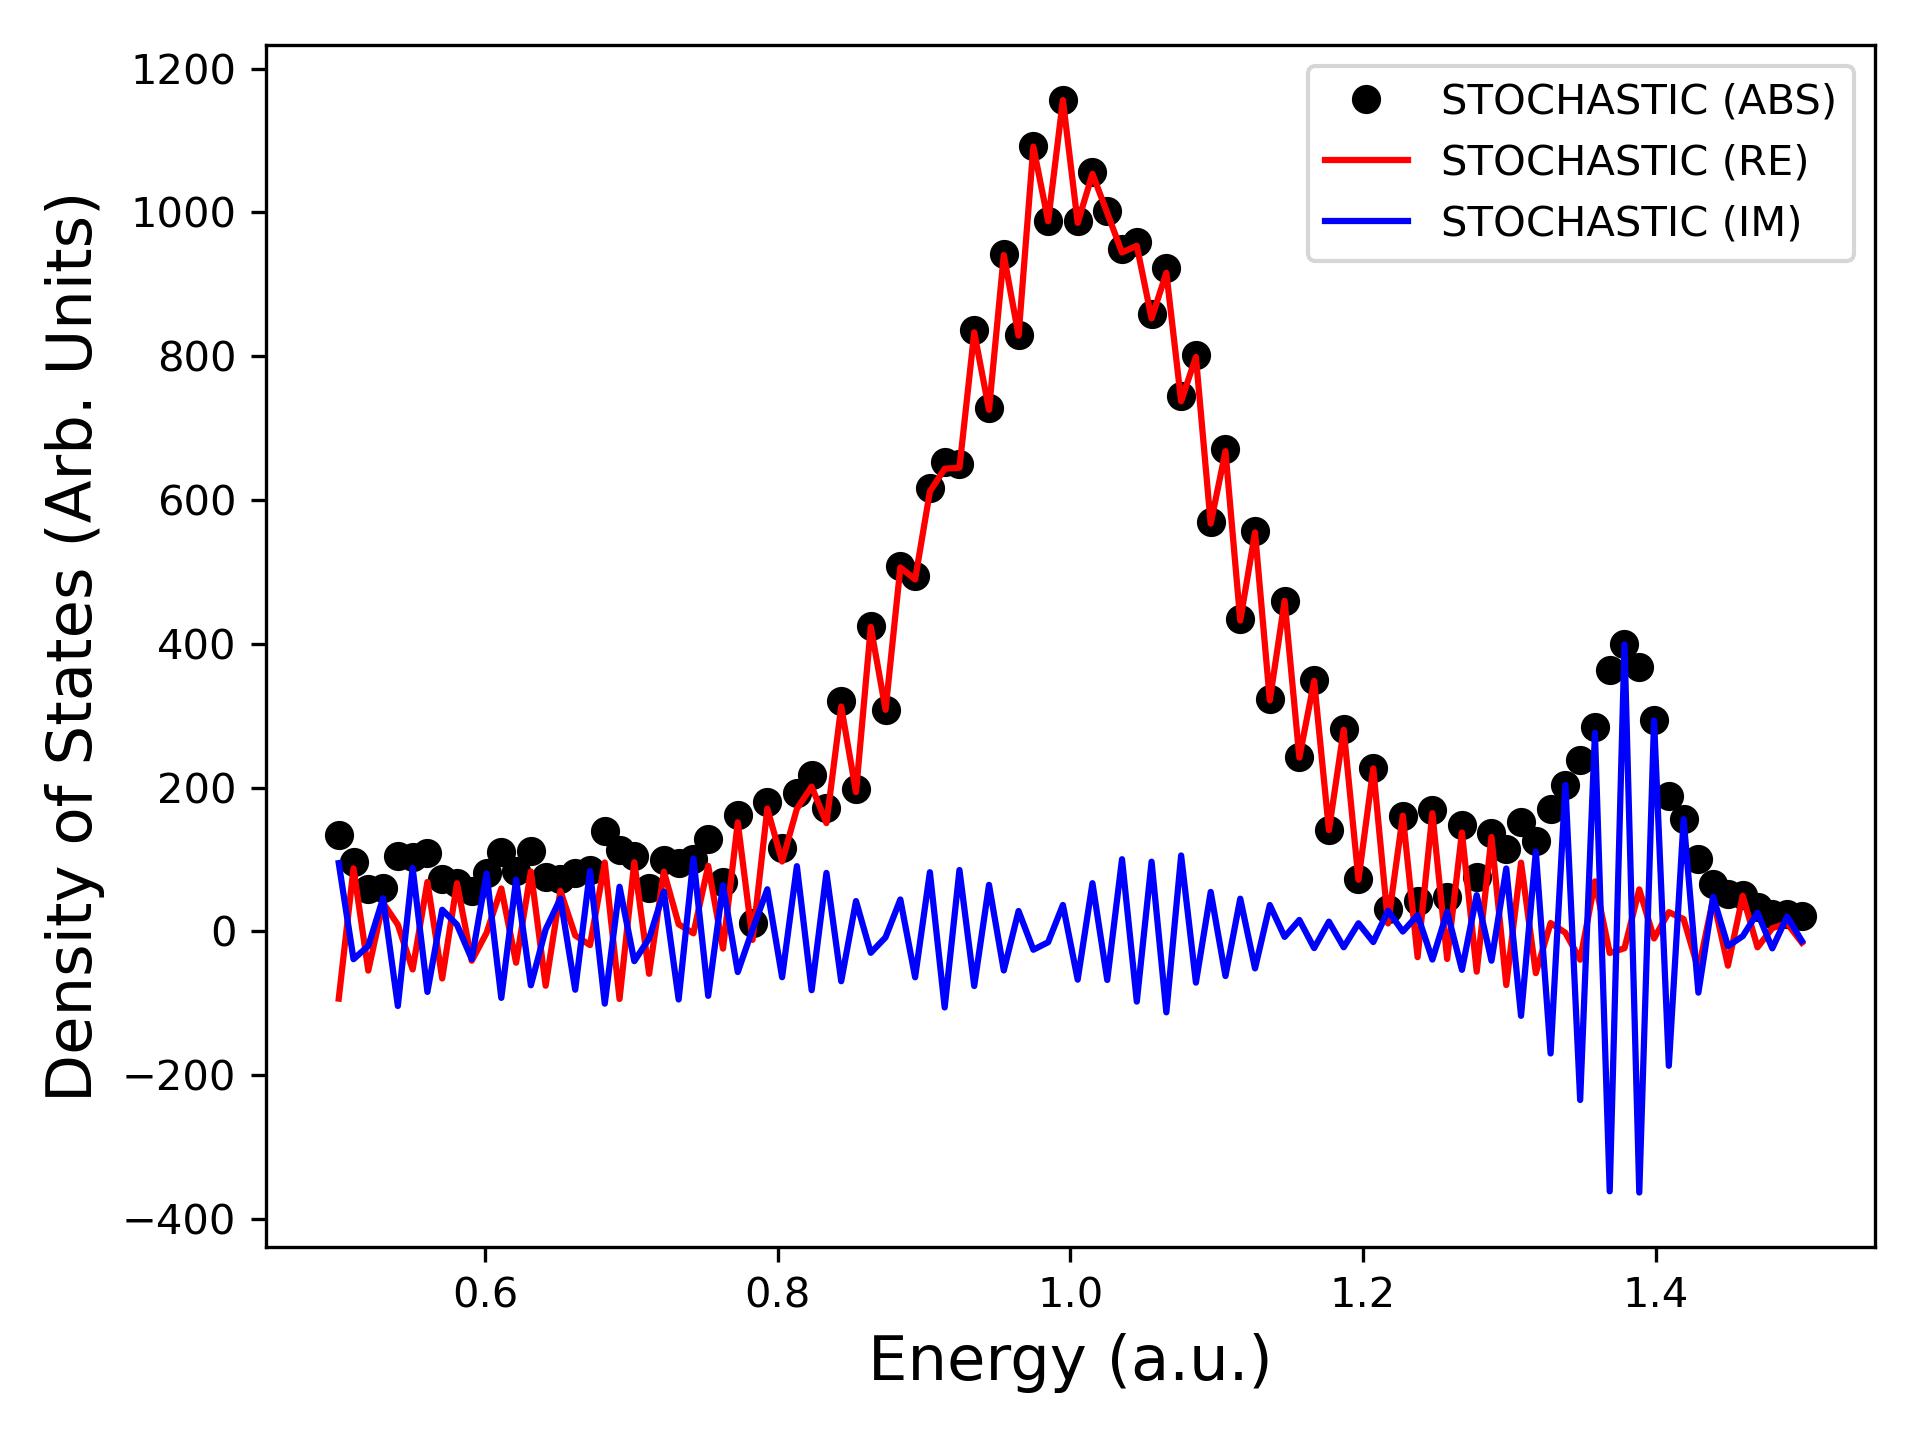 1200
1000
800
600
400
200
0
−200
−400
0.6 0.8 1.0 1.2 1.4
Density of States (Arb. Units)
Energy (a.u.)
STOCHASTIC (ABS)
STOCHASTIC (RE)
STOCHASTIC (IM)